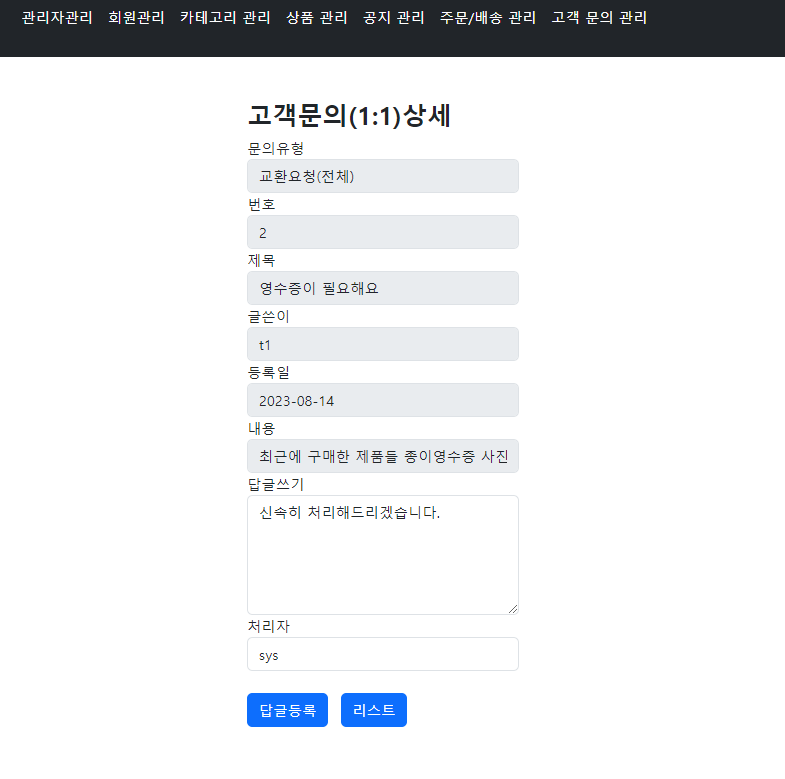 관리자관리 회원관리 카테고리 관리 상품 관리 공지 관리 주문/배송 관리 고객 문의 관리
고객문의(1:1)상세
문의유형
교환요청(전체)
번호
2
제목
영수증이 필요해요
글쓴이
t1
등록일
2023-08-14
내용
최근에 구매한 제품들 종이영수증 사진
답글쓰기
신속히 처리해드리겠습니다.
처리자
sys
답글등록 리스트